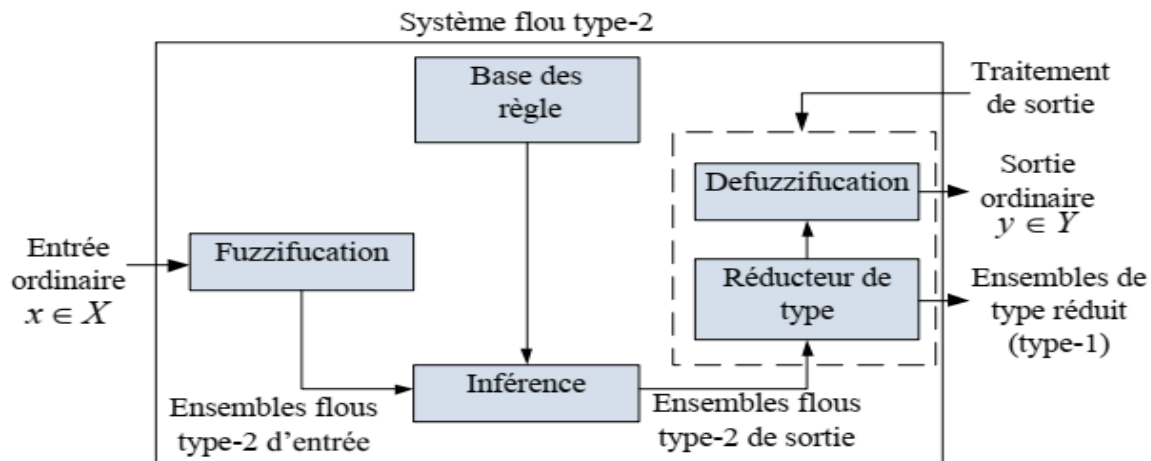 Système flou type-2
Base des
règle
Traitement
de sortie
Defuzzifucation
Sortie
ordinaire
y ∈ Y
Entrée
ordinaire
x ∈ X
Fuzzifucation
Réducteur de
type
Ensembles de
type réduit
(type-1)
Inférence
Ensembles flous
type-2 d’entrée
Ensembles flous
type-2 de sortie